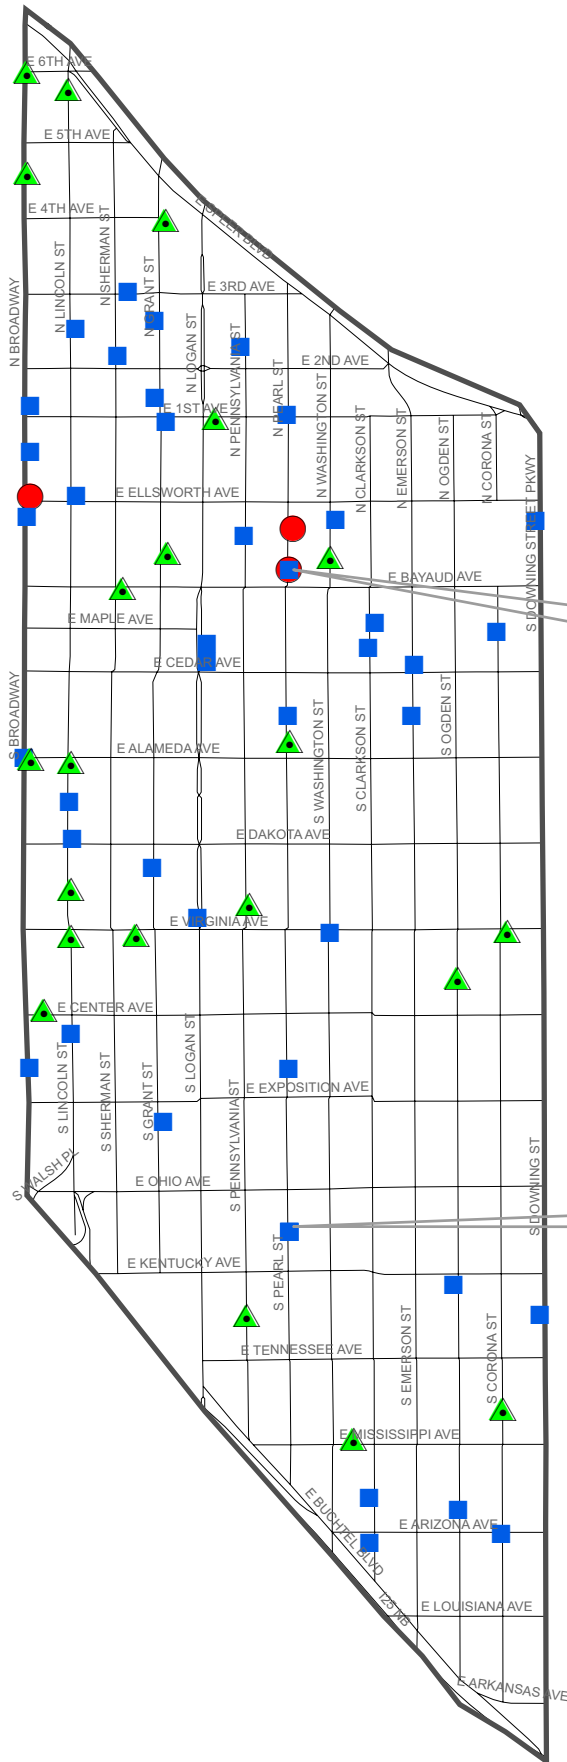 E 6TH AVE
E 5TH AVE
E 4TH AVE
E SPEER BLVD
N SHERMAN ST
N LINCOLN ST
N GRANT ST
E 3RD AVE
N BROADWAY
N LOGAN ST
N PENNSYLVANIA ST
E 2ND AVE
N PEARL ST
N WASHINGTON ST
E 1ST AVE
N CLARKSON ST
N EMERSON ST
N OGDEN ST
N CORONA ST
E ELLSWORTH AVE
S DOWNING STREET PKWY
E BAYAUD AVE
E MAPLE AVE
E CEDAR AVE
S BROADWAY
S WASHINGTON ST
S CLARKSON ST
S OGDEN ST
E ALAMEDA AVE
E DAKOTA AVE
E VIRGINIA AVE
E CENTER AVE
S LINCOLN ST
S SHERMAN ST
S GRANT ST
S LOGAN ST
S PENNSYLVANIA ST
E EXPOSITION AVE
S WALSH PL
E OHIO AVE
S DOWNING ST
S PEARL ST
E KENTUCKY AVE
E TENNESSEE AVE
S EMERSON ST
S CORONA ST
E MISSISSIPPI AVE
E BUCHTEL BLVD
E ARIZONA AVE
I25 NB
E LOUISIANA AVE
E ARKANSAS AVE